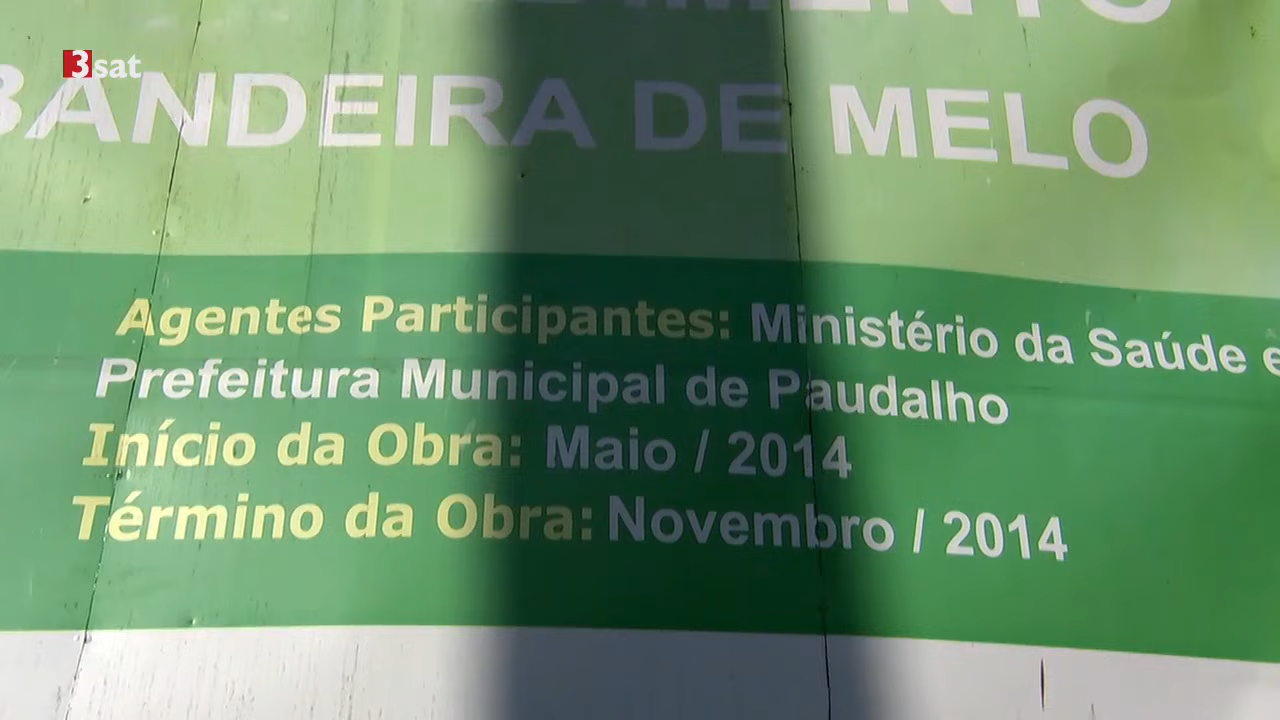 3sat
BANDEIRA DE MELO
Agentes Participantes: Ministério da Saúde e
Prefeitura Municipal de Paudalho
Início da Obra: Maio / 2014
Término da Obra: Novembro / 2014